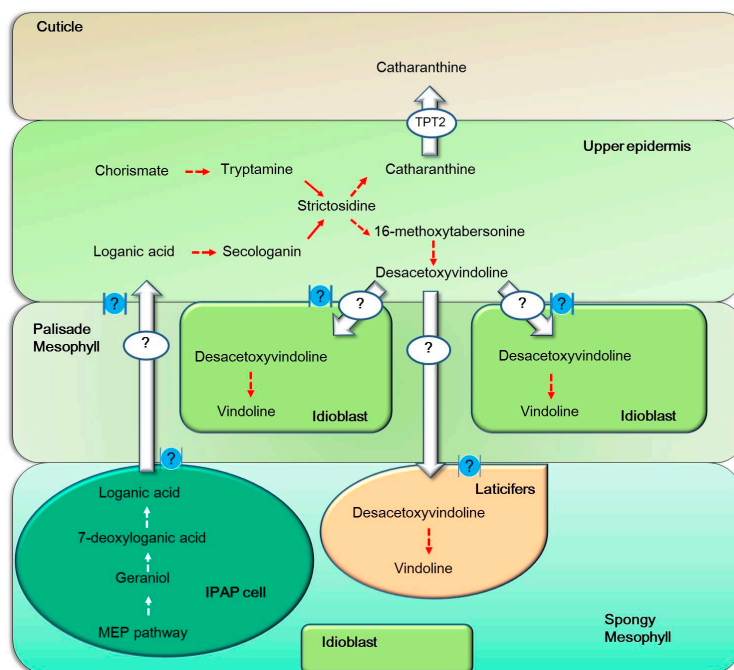 Cuticle
Catharanthine
TPT2
Upper epidermis
Chorismate
Tryptamine
Catharanthine
Strictosidine
16-methoxytabersonine
Loganic acid
Secologanin
Desacetoxyvindoline
?
?
?
?
?
?
?
Palisade
Mesophyll
Desacetoxyvindoline
Vindoline
Idioblast
Desacetoxyvindoline
Vindoline
Idioblast
?
?
Loganic acid
7-deoxyloganic acid
Geraniol
IPAP cell
MEP pathway
Laticifers
Desacetoxyvindoline
Vindoline
Idioblast
Spongy
Mesophyll